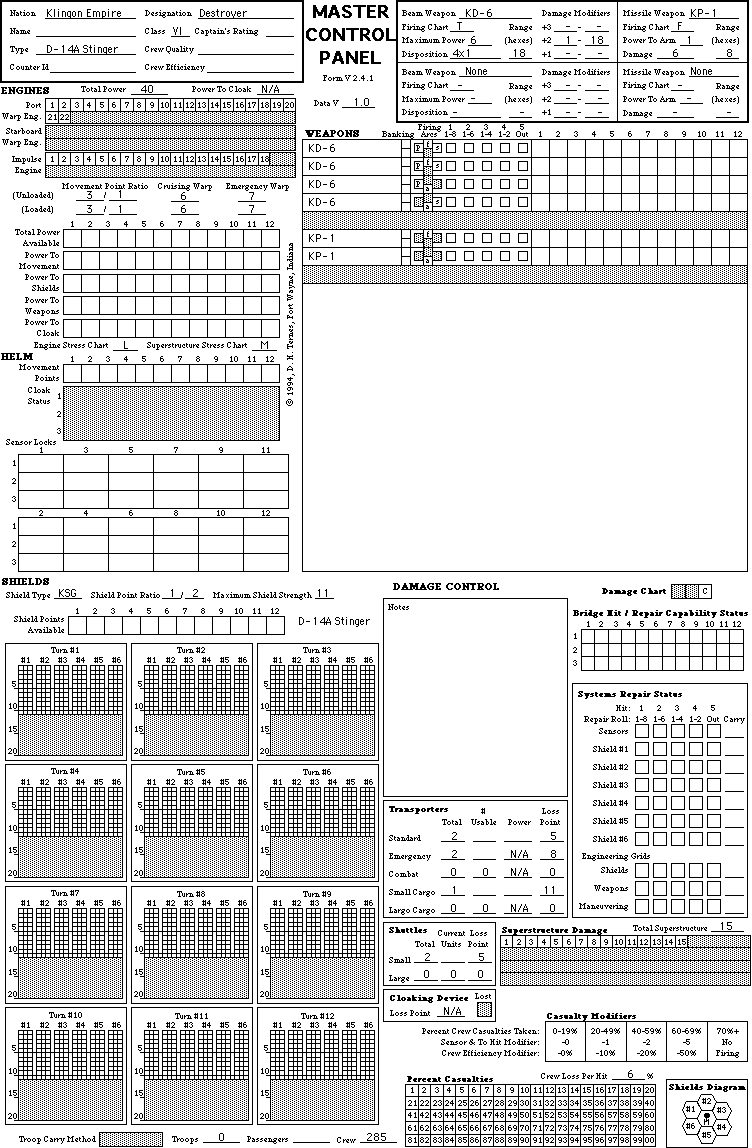 Nation Klingon Empire Designation Destroyer
Name Class VI Captain's Rating
Type D-14A Stinger Crew Quality
Counter Id Crew Efficiency
MASTER
CONTROL
PANEL
Form V 2.4.1
Data V 1.0
Beam Weapon KD-6 Damage Modifiers
Firing Chart T +3 - - - Range
Maximum Power 6 +2 1 - 18 (hexes)
Disposition 4x1 +1 - - - 18
Missile Weapon KP-1
Firing Chart F Range
Power To Arm 1 (hexes)
Damage 6 8
Beam Weapon None Damage Modifiers
Firing Chart - +3 - - - Range
Maximum Power - +2 - - - (hexes)
Disposition - +1 - - - -
Missile Weapon None
Firing Chart - Range
Power To Arm - (hexes)
Damage - -
ENGINES Total Power 40 Power To Cloak N/A
Port Warp Eng. 1 2 3 4 5 6 7 8 9 10 11 12 13 14 15 16 17 18 19 20
21 22
Starboard Warp Eng.
Impulse Engine 1 2 3 4 5 6 7 8 9 10 11 12 13 14 15 16 17 18
Movement Point Ratio Cruising Warp Emergency Warp
(Unloaded) 3 / 1 6 7
(Loaded) 3 / 1 6 7
1 2 3 4 5 6 7 8 9 10 11 12
Total Power Available
Power To Movement
Power To Shields
Power To Weapons
Power To Cloak
Engine Stress Chart L Superstructure Stress Chart M
© 1994, D. H. Ternes, Fort Wayne, Indiana
WEAPONS Banking Firing Arcs 1 1-8 2 1-6 3 1-4 4 1-2 5 Out 1 2 3 4 5 6 7 8 9 10 11 12
KD-6 p f s
KD-6 p s
KD-6 p s
KD-6 s a
KP-1 f
KP-1 a
HELM 1 2 3 4 5 6 7 8 9 10 11 12
Movement Points
Cloak Status 1 2 3
Sensor Locks
1 3 5 7 9 11
1
2
3
2 4 6 8 10 12
1
2
3
SHIELDS
Shield Type KSG Shield Point Ratio 1 / 2 Maximum Shield Strength 11
1 2 3 4 5 6 7 8 9 10 11 12
Shield Points Available
D-14A Stinger
Turn #1 Turn #2 Turn #3
#1 #2 #3 #4 #5 #6 #1 #2 #3 #4 #5 #6 #1 #2 #3 #4 #5 #6
5 10 15 20
Turn #4 Turn #5 Turn #6
#1 #2 #3 #4 #5 #6 #1 #2 #3 #4 #5 #6 #1 #2 #3 #4 #5 #6
5 10 15 20
Turn #7 Turn #8 Turn #9
#1 #2 #3 #4 #5 #6 #1 #2 #3 #4 #5 #6 #1 #2 #3 #4 #5 #6
5 10 15 20
Turn #10 Turn #11 Turn #12
#1 #2 #3 #4 #5 #6 #1 #2 #3 #4 #5 #6 #1 #2 #3 #4 #5 #6
5 10 15 20
Troop Carry Method Troops 0 Passengers Crew 285
DAMAGE CONTROL
Notes
Damage Chart C
Bridge Hit / Repair Capability Status
1 2 3 4 5 6 7 8 9 10 11 12
1
2
3
Systems Repair Status
Hit: 1 2 3 4 5
Repair Roll: 1-8 1-6 1-4 1-2 Out Carry
Sensors
Shield #1
Shield #2
Shield #3
Shield #4
Shield #5
Shield #6
Engineering Grids
Shields
Weapons
Maneuvering
Transporters Total # Usable Power Loss Point
Standard 2 5
Emergency 2 N/A 8
Combat 0 0 N/A 0
Small Cargo 1 11
Large Cargo 0 0 N/A 0
Shuttles Total Current Units Loss Point
Small 2 5
Large 0 0 0
Cloaking Device Lost
Loss Point N/A
Superstructure Damage Total Superstructure 15
1 2 3 4 5 6 7 8 9 10 11 12 13 14 15
Casualty Modifiers
Percent Crew Casualties Taken: 0-19% 20-49% 40-59% 60-69% 70%+
Sensor & To Hit Modifier: -0 -1 -2 -5 No
Crew Efficiency Modifier: -0% -10% -20% -50% Firing
Crew Loss Per Hit 6 %
Percent Casualties
1 2 3 4 5 6 7 8 9 10 11 12 13 14 15 16 17 18 19 20
21 22 23 24 25 26 27 28 29 30 31 32 33 34 35 36 37 38 39 40
41 42 43 44 45 46 47 48 49 50 51 52 53 54 55 56 57 58 59 60
61 62 63 64 65 66 67 68 69 70 71 72 73 74 75 76 77 78 79 80
81 82 83 84 85 86 87 88 89 90 91 92 93 94 95 96 97 98 99 00
Shields Diagram
#2
#1 #3
#6 #4
#5